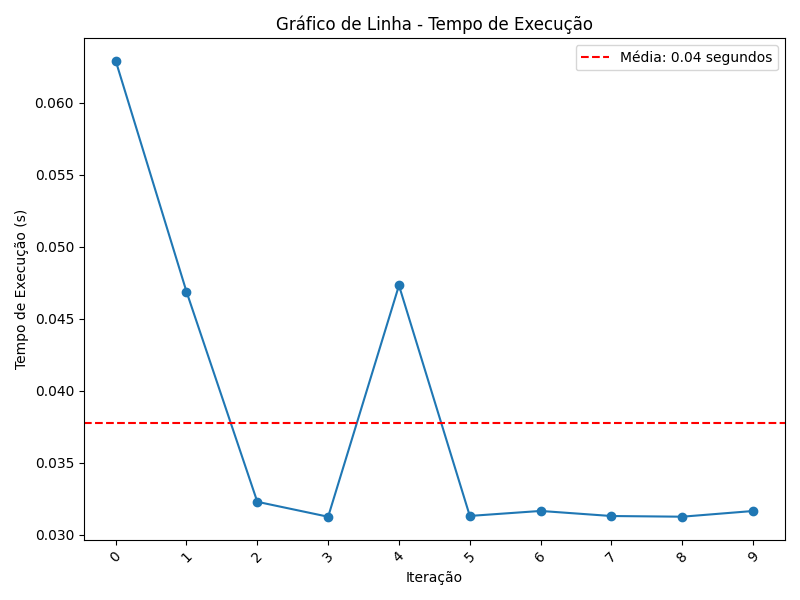 Gráfico de Linha - Tempo de Execução
Média: 0.04 segundos
0.060
0.055
0.050
0.045
0.040
0.035
0.030
Tempo de Execução (s)
0 1 2 3 4 5 6 7 8 9
Iteração